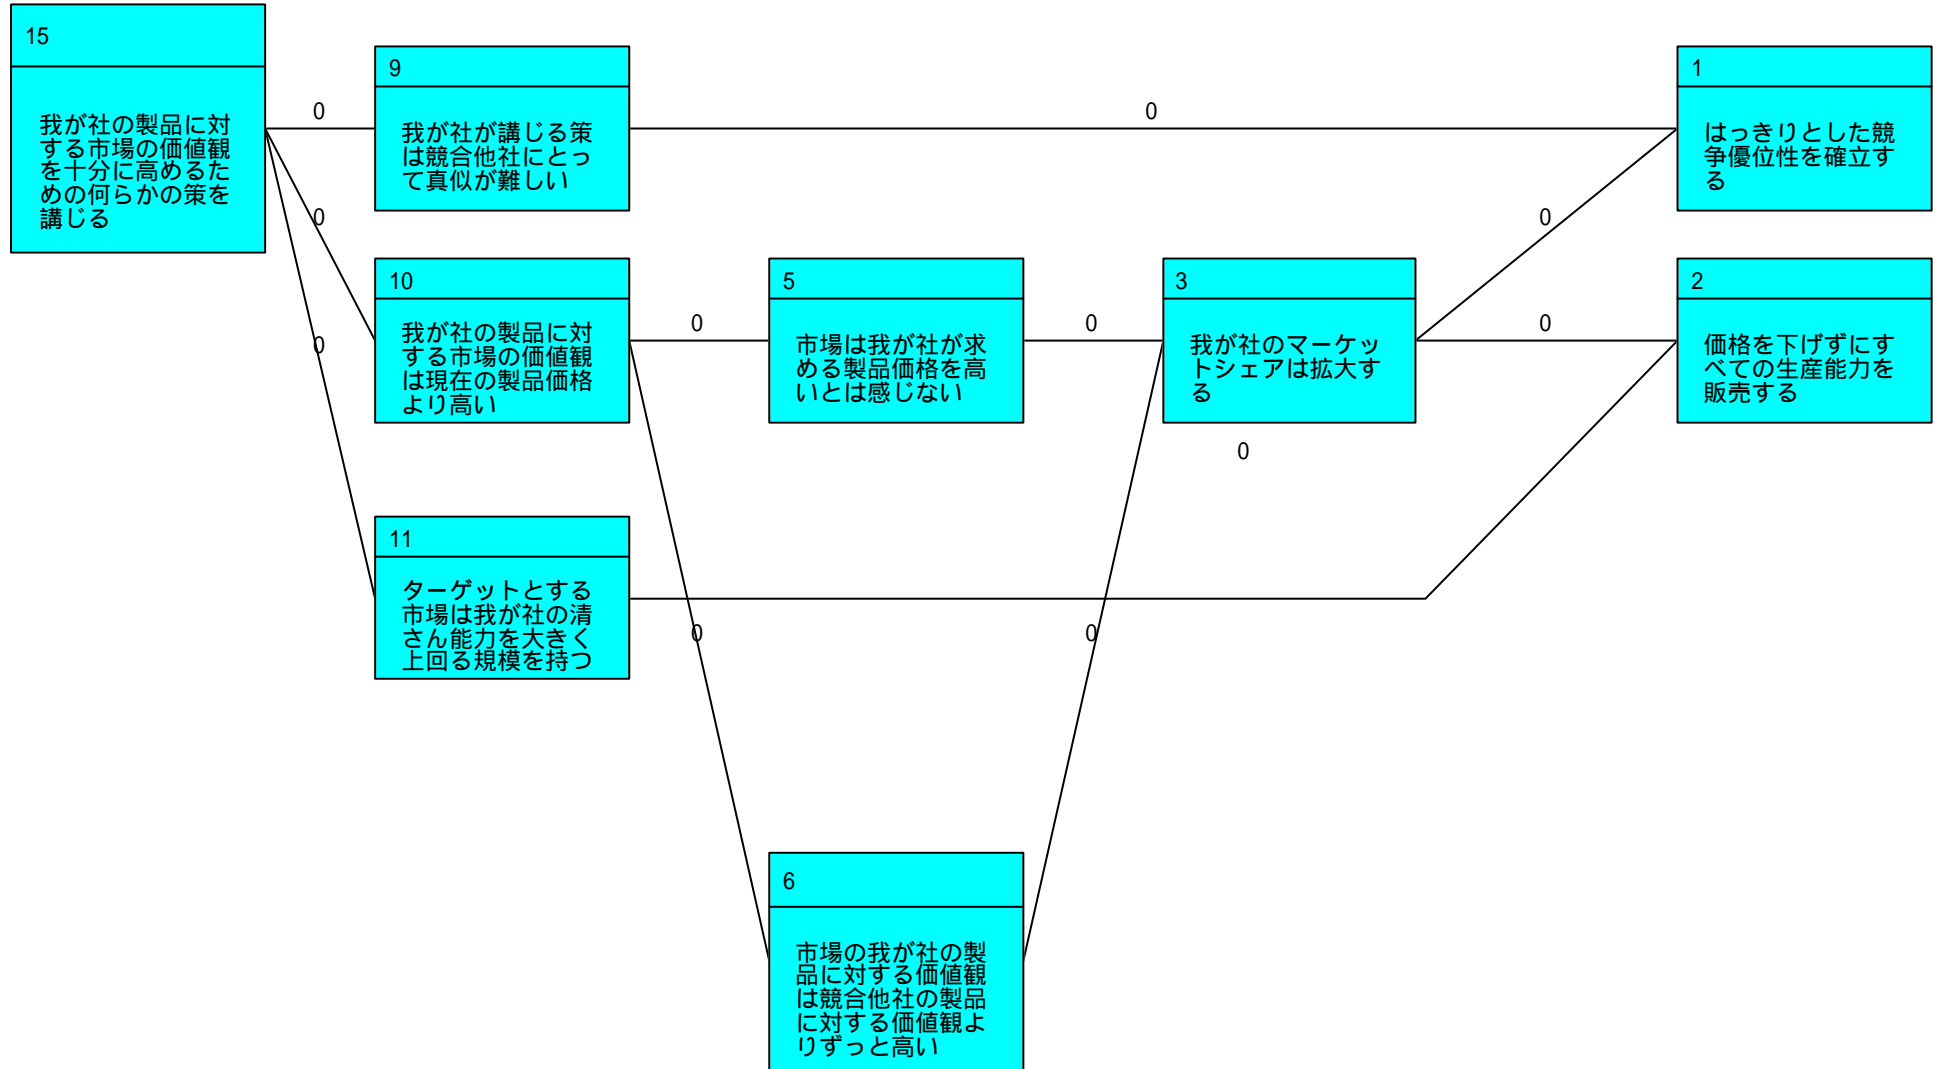 15
我が社の製品に対
する市場の価値観
を十分に高めるた
めの何らかの策を
講じる
0
0
0
9
我が社が講じる策
は競合他社にとっ
て真似が難しい
0
1
はっきりとした競
争優位性を確立す
る
10
我が社の製品に対
する市場の価値観
は現在の製品価格
より高い
0
5
市場は我が社が求
める製品価格を高
いとは感じない
0
3
我が社のマーケッ
トシェアは拡大す
る
0
0
2
価格を下げずにす
べての生産能力を
販売する
0
11
ターゲットとする
市場は我が社の清
さん能力を大きく
上回る規模を持つ
0
0
6
市場の我が社の製
品に対する価値観
は競合他社の製品
に対する価値観よ
りずっと高い